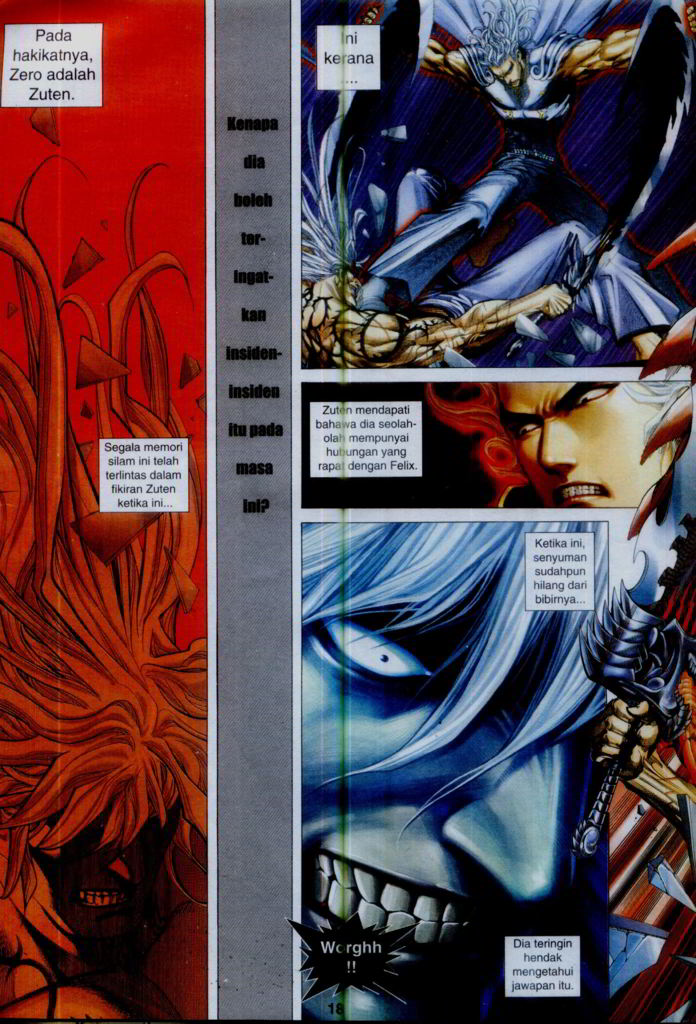 Pada
hakikatnya,
Zero adalah
Zuten.
Segala memori
silam ini telah
terlintas dalam
fikiran Zuten
ketika ini...
Kenapa
dia
boleh
ter-
ingat-
kan
insiden-
insiden
itu pada
masa
ini?
Ini
kerana
....
Zuten mendapati
bahawa dia seolah-
olah mempunyai
hubungan yang
rapat dengan Felix.
Ketika ini,
senyuman
sudahpun
hilang dari
bibirnya...
Worghh
!!
Dia teringin
hendak
mengetahui
jawapan itu.
18